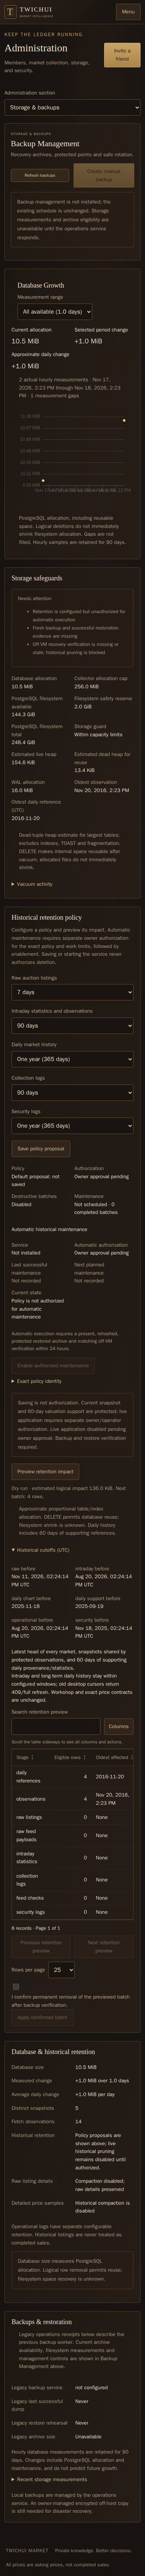 TWICHUI
MARKET INTELLIGENCE
Menu
KEEP THE LEDGER RUNNING
Administration
Members, market collection, storage,
and security.
Invite a
friend
Administration section
Storage & backups
STORAGE & BACKUPS
Backup Management
Recovery archives, protected points and safe rotation.
Refresh backups
Create manual
backup
Backup management is not installed; the
existing schedule is unchanged. Storage
measurements and archive eligibility are
unavailable until the operations service
responds.
Database Growth
Measurement range
All available (1.0 days)
Current allocation
10.5 MiB
Selected period change
+1.0 MiB
Approximate daily change
+1.0 MiB
2 actual hourly measurements · Nov 17,
2026, 2:23 PM through Nov 18, 2026, 2:23
PM · 1 measurement gaps
PostgreSQL allocation, including reusable
space. Logical deletions do not immediately
shrink filesystem allocation. Gaps are not
filled. Hourly samples are retained for 90 days.
Storage safeguards
Needs attention
Retention is configured but unauthorized for
automatic execution
Fresh backup and successful restoration
evidence are missing
Off-VM recovery verification is missing or
stale; historical pruning is blocked
Database allocation
10.5 MiB
Collector allocation cap
256.0 MiB
PostgreSQL filesystem
available
144.3 GiB
Filesystem safety reserve
2.0 GiB
PostgreSQL filesystem
total
248.4 GiB
Storage guard
Within capacity limits
Estimated live heap
154.6 KiB
Estimated dead heap for
reuse
13.4 KiB
WAL allocation
16.0 MiB
Oldest observation
Nov 20, 2016, 2:23 PM
Oldest daily reference
(UTC)
2016-11-20
Dead-tuple heap estimate for largest tables;
excludes indexes, TOAST and fragmentation.
DELETE makes internal space reusable after
vacuum; allocated files do not immediately
shrink.
Vacuum activity
Historical retention policy
Configure a policy and preview its impact. Automatic
maintenance requires separate owner authorization
for the exact policy and work limits, followed by
enablement. Saving or starting the service never
authorizes deletion.
Raw auction listings
7 days
Intraday statistics and observations
90 days
Daily market history
One year (365 days)
Collection logs
90 days
Security logs
One year (365 days)
Save policy proposal
Policy
Default proposal; not
saved
Authorization
Owner approval pending
Destructive batches
Disabled
Maintenance
Not scheduled · 0
completed batches
Automatic historical maintenance
Service
Not installed
Automatic authorization
Owner approval pending
Last successful
maintenance
Not recorded
Next planned
maintenance
Not recorded
Current state
Policy is not authorized
for automatic
maintenance
Automatic execution requires a present, refreshed,
protected restored archive and matching off-VM
verification within 24 hours.
Enable authorized maintenance
Exact policy identity
Saving is not authorization. Current snapshot
and 60-day valuation support are protected; live
application requires separate owner/operator
authorization. Live application disabled pending
authorization. Backup and restore verification
required.
Preview retention impact
Dry run · estimated logical impact 136.0 KiB. Next
batch: 4 rows.
Approximate proportional table/index
allocation. DELETE permits database reuse;
filesystem shrink is unknown. Daily history
includes 60 days of supporting references.
Historical cutoffs (UTC)
raw before
Nov 11, 2026, 02:24:14
PM UTC
intraday before
Aug 20, 2026, 02:24:14
PM UTC
daily chart before
2025-11-18
daily support before
2025-09-19
operational before
Aug 20, 2026, 02:24:14
PM UTC
security before
Nov 18, 2025, 02:24:14
PM UTC
Latest head of every market, snapshots shared by
protected observations, and 60 days of supporting
daily provenance/statistics.
Intraday and long-term daily history stay within
configured windows; old desktop cursors return
409/full refresh. Workshop and exact price contracts
are unchanged.
Search retention preview
Columns
Scroll the table sideways to see all columns and actions.
Scope Eligible rows Oldest affected
daily
references 4 2016-11-20
observations 4 Nov 20, 2016,
2:23 PM
raw listings 0 None
raw feed
payloads 0 None
intraday
statistics 0 None
collection
logs 0 None
feed checks 0 None
security logs 0 None
8 records · Page 1 of 1
Previous retention
preview
Next retention
preview
Rows per page 25
I confirm permanent removal of the previewed batch
after backup verification.
Apply confirmed batch
Database & historical retention
Database size 10.5 MiB
Measured change +1.0 MiB over 1.0 days
Average daily change +1.0 MiB per day
Distinct snapshots 5
Fetch observations 14
Historical retention Policy proposals are
shown above; live
historical pruning
remains disabled until
authorized.
Raw listing details Compaction disabled;
raw details preserved
Detailed price samples Historical compaction is
disabled
Operational logs have separate configurable
retention. Historical listings are never treated as
completed sales.
Database size measures PostgreSQL
allocation. Logical row removal permits reuse;
filesystem space recovery is unknown.
Backups & restoration
Legacy operations receipts below describe the
previous backup worker. Current archive
availability, filesystem measurements and
management controls are shown in Backup
Management above.
Legacy backup service not configured
Legacy last successful
dump Never
Legacy restore rehearsal Never
Legacy archive size Unavailable
Hourly database measurements are retained for 90
days. Changes include PostgreSQL allocation and
maintenance, and do not predict future growth.
Recent storage measurements
Local backups are managed by the operations
service. An owner-managed encrypted off-host copy
is still needed for disaster recovery.
TWICHUI MARKET Private knowledge. Better decisions.
All prices are asking prices, not completed sales.